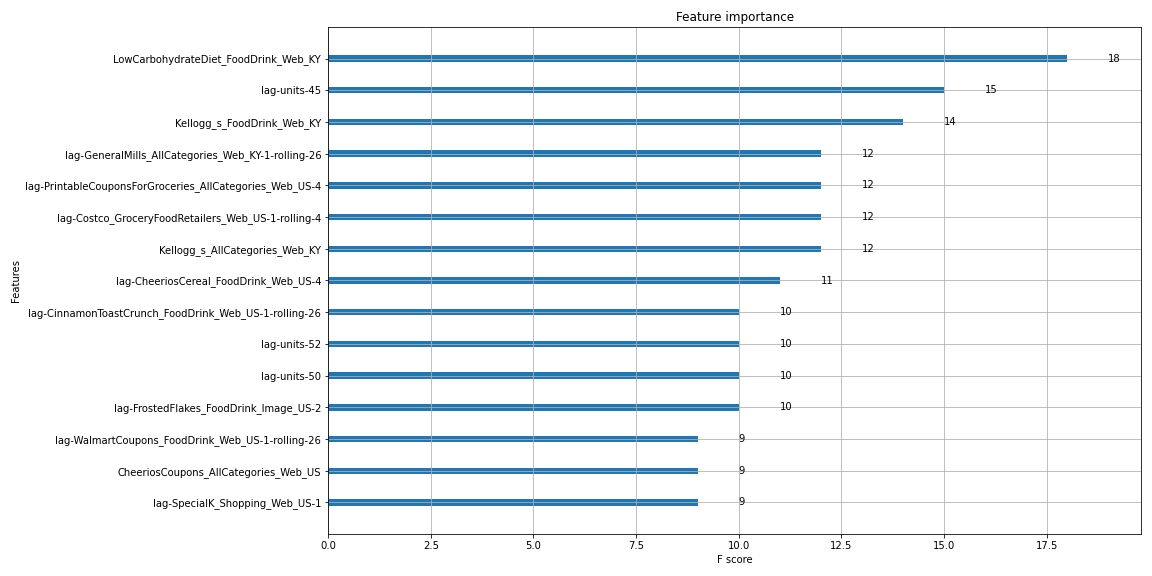 Feature importance
Features
LowCarbohydrateDiet_FoodDrink_Web_KY 18
lag-units-45 15
Kellogg_s_FoodDrink_Web_KY 14
lag-GeneralMills_AllCategories_Web_KY-1-rolling-26 12
lag-PrintableCouponsForGroceries_AllCategories_Web_US-4 12
lag-Costco_GroceryFoodRetailers_Web_US-1-rolling-4 12
Kellogg_s_AllCategories_Web_KY 12
lag-CheeriosCereal_FoodDrink_Web_US-4 11
lag-CinnamonToastCrunch_FoodDrink_Web_US-1-rolling-26 10
lag-units-52 10
lag-units-50 10
lag-FrostedFlakes_FoodDrink_Image_US-2 10
lag-WalmartCoupons_FoodDrink_Web_US-1-rolling-26 9
CheeriosCoupons_AllCategories_Web_US 9
lag-SpecialK_Shopping_Web_US-1 9
0.0 2.5 5.0 7.5 10.0 12.5 15.0 17.5
F score